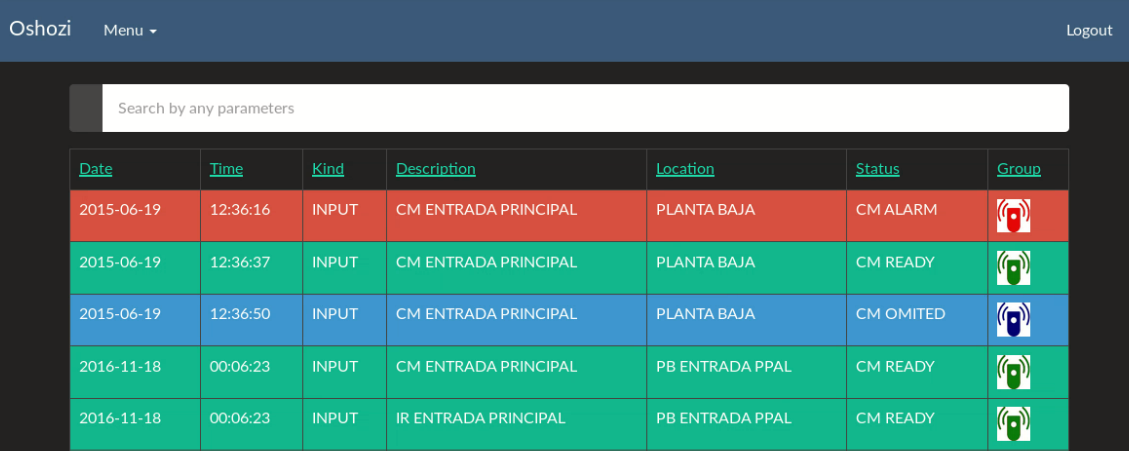 Oshozi Menu Logout
Search by any parameters
Date Time Kind Description Location Status Group
2015-06-19 12:36:16 INPUT CM ENTRADA PRINCIPAL PLANTA BAJA CM ALARM
2015-06-19 12:36:37 INPUT CM ENTRADA PRINCIPAL PLANTA BAJA CM READY
2015-06-19 12:36:50 INPUT CM ENTRADA PRINCIPAL PLANTA BAJA CM OMITED
2016-11-18 00:06:23 INPUT CM ENTRADA PRINCIPAL PB ENTRADA PPAL CM READY
2016-11-18 00:06:23 INPUT IR ENTRADA PRINCIPAL PB ENTRADA PPAL CM READY